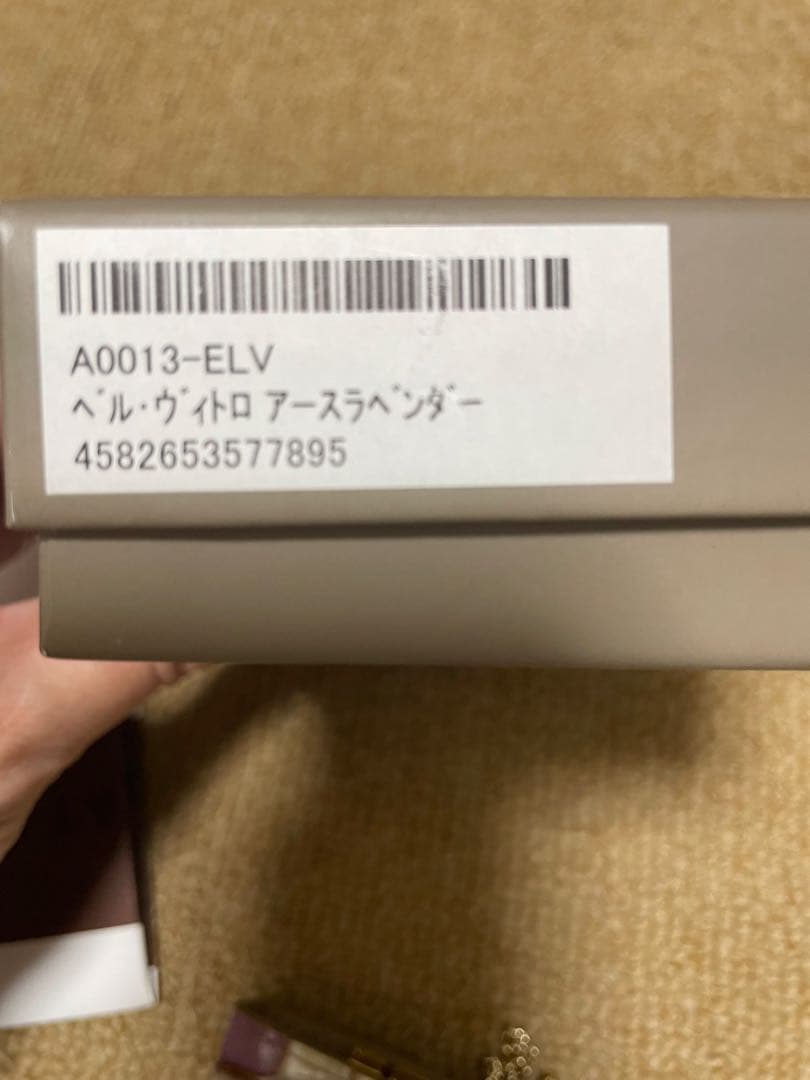 A0013-ELV
ﾍﾞﾙ･ｳﾞｨﾄﾛ ｱｰｽﾗﾍﾞﾝﾀﾞｰ
4582653577895